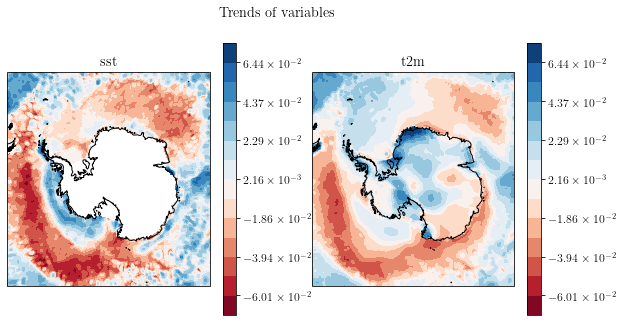 Trends of variables
sst
6.44 × 10⁻²
4.37 × 10⁻²
2.29 × 10⁻²
2.16 × 10⁻³
−1.86 × 10⁻²
−3.94 × 10⁻²
−6.01 × 10⁻²
t2m
6.44 × 10⁻²
4.37 × 10⁻²
2.29 × 10⁻²
2.16 × 10⁻³
−1.86 × 10⁻²
−3.94 × 10⁻²
−6.01 × 10⁻²